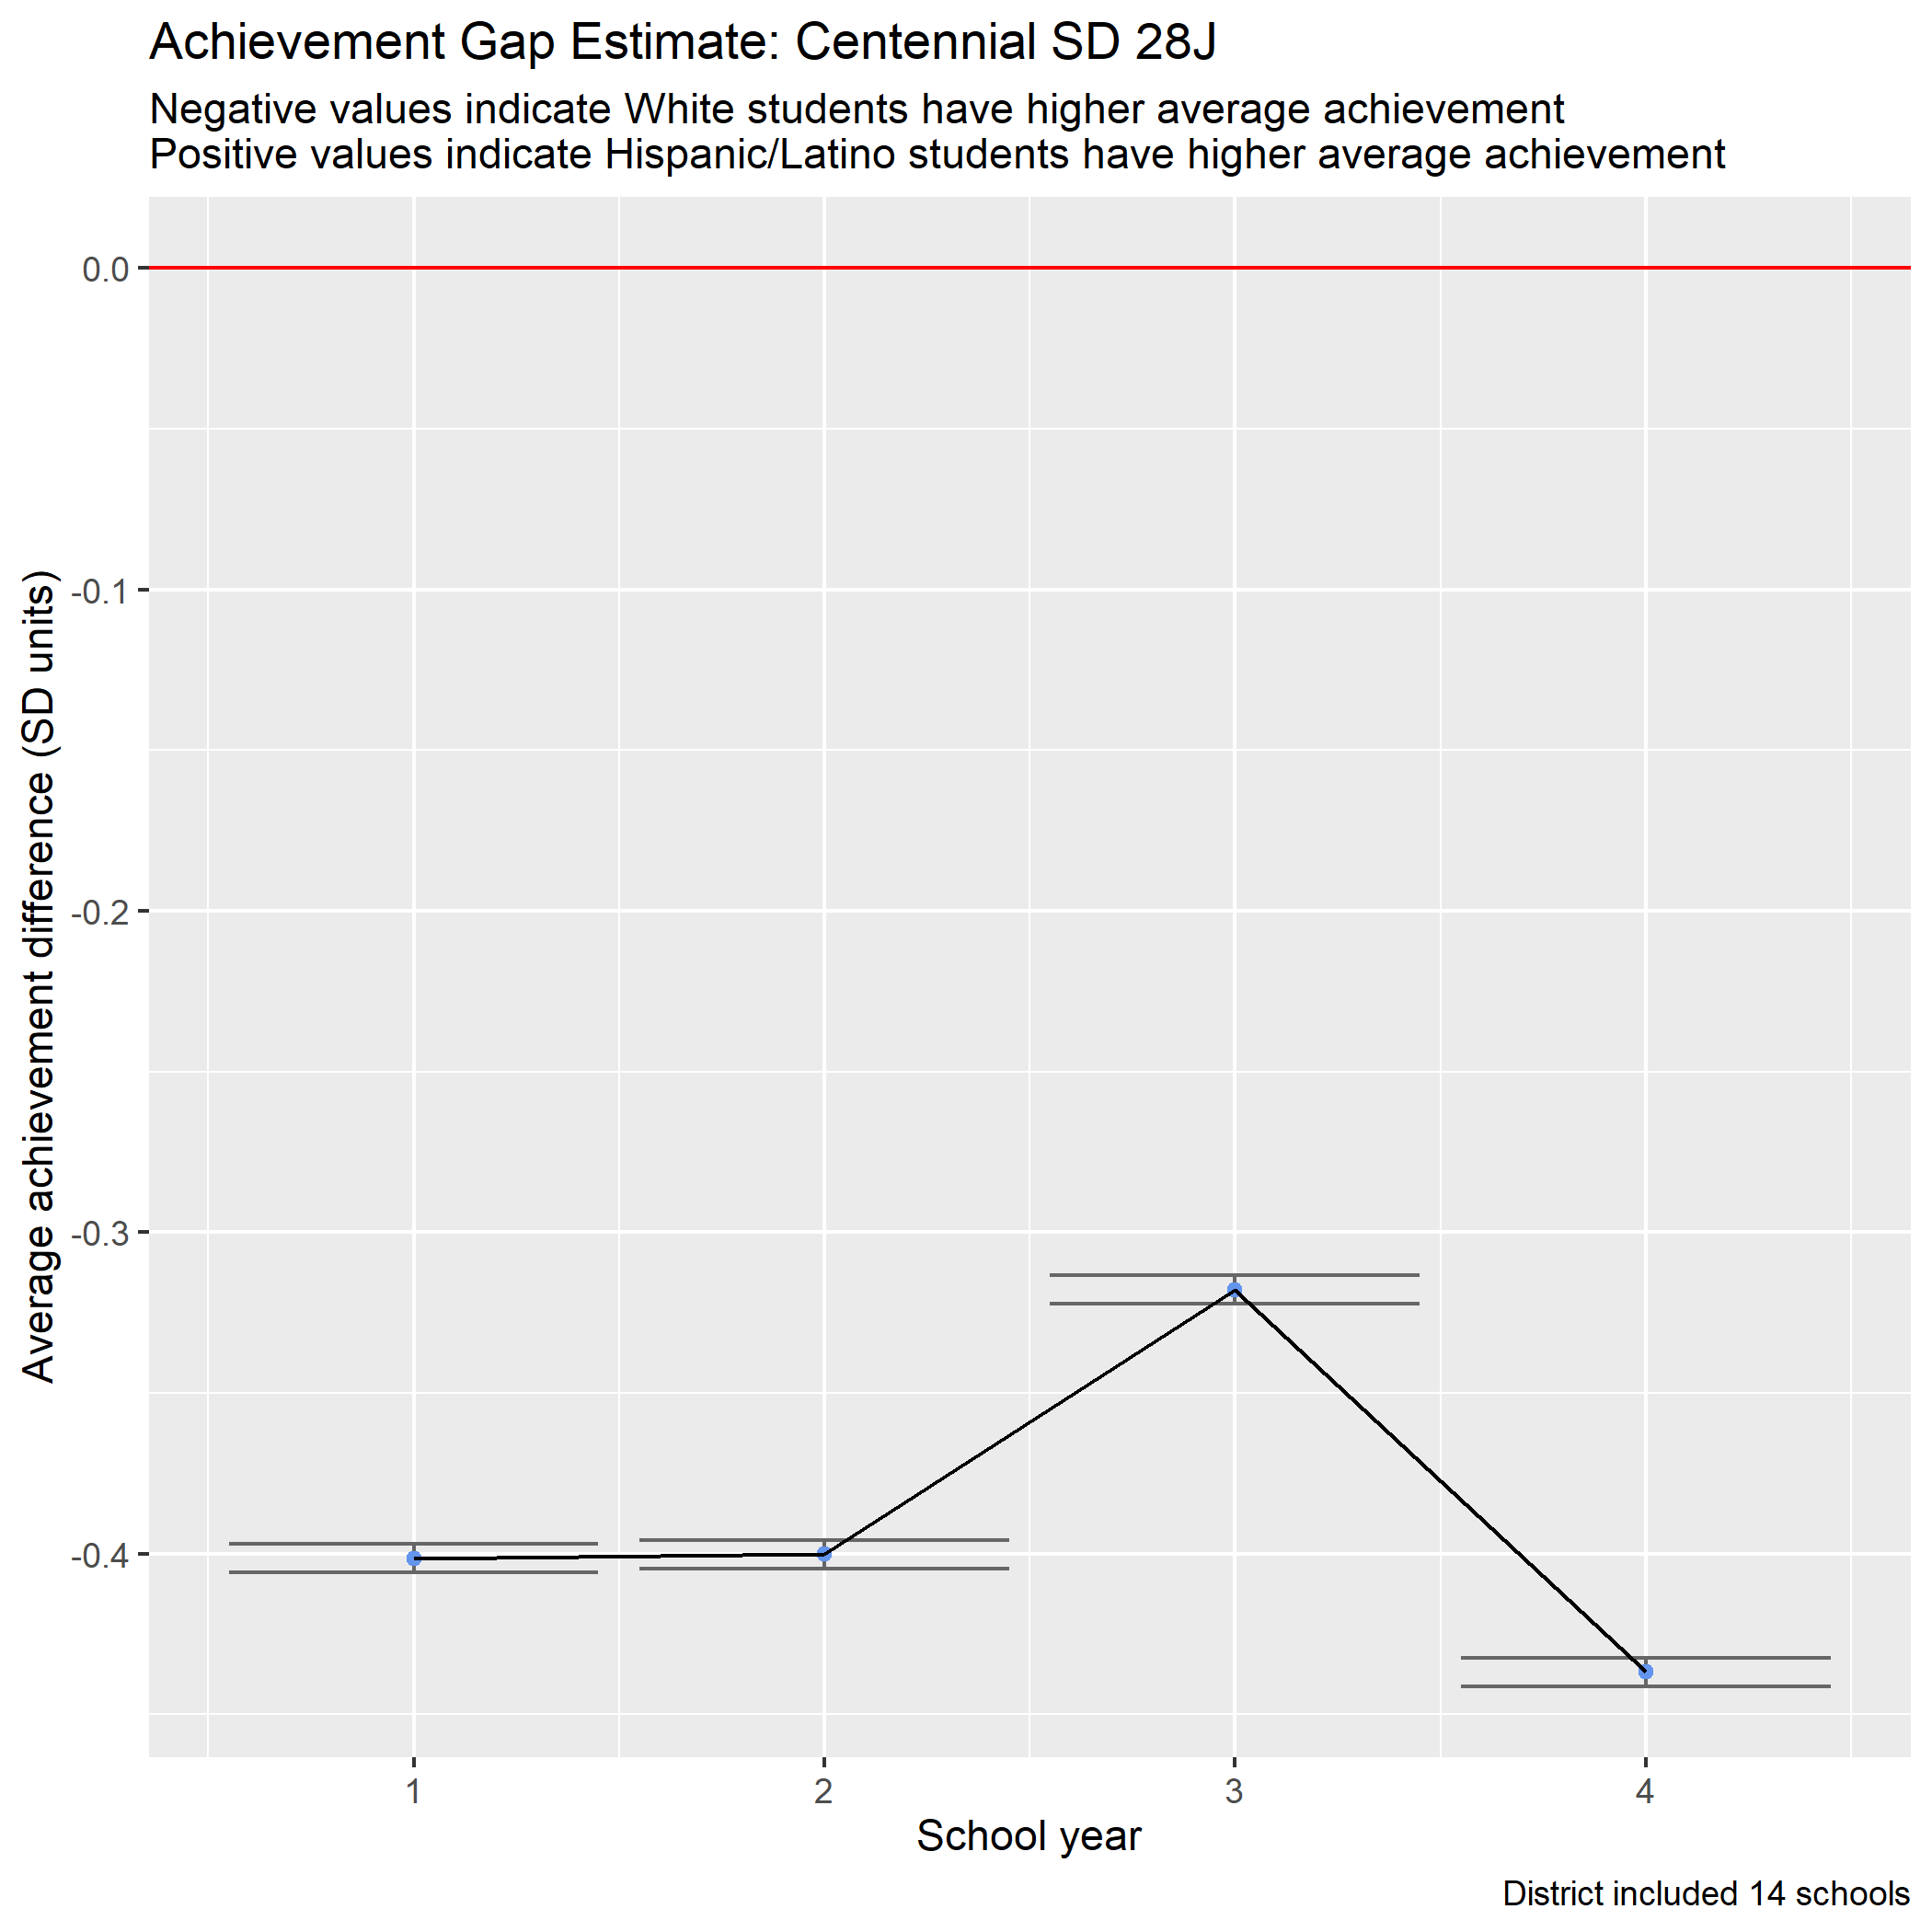 Achievement Gap Estimate: Centennial SD 28J
Negative values indicate White students have higher average achievement
Positive values indicate Hispanic/Latino students have higher average achievement
Average achievement difference (SD units)
0.0
-0.1
-0.2
-0.3
-0.4
1
2
3
4
School year
District included 14 schools